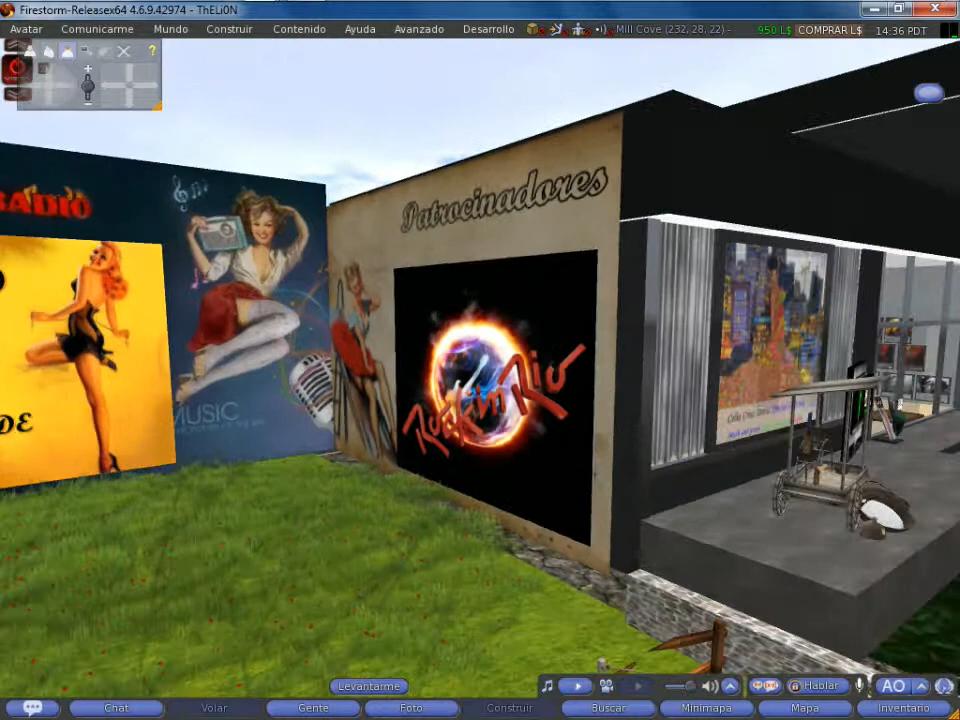 Firestorm-Releasex64 4.6.9.42974 - ThELi0N
Avatar Comunicarme Mundo Construir Contenido Ayuda Avanzado Desarrollo Mill Cove (232, 28, 22) - 950 L$ COMPRAR L$ 14:36 PDT
?
RADIO
Patrocinadores
Rock in Rio
DE
MUSIC
Levantarme
Hablar
AO
Chat Volar Gente Foto Construir Buscar Minimapa Mapa Inventario